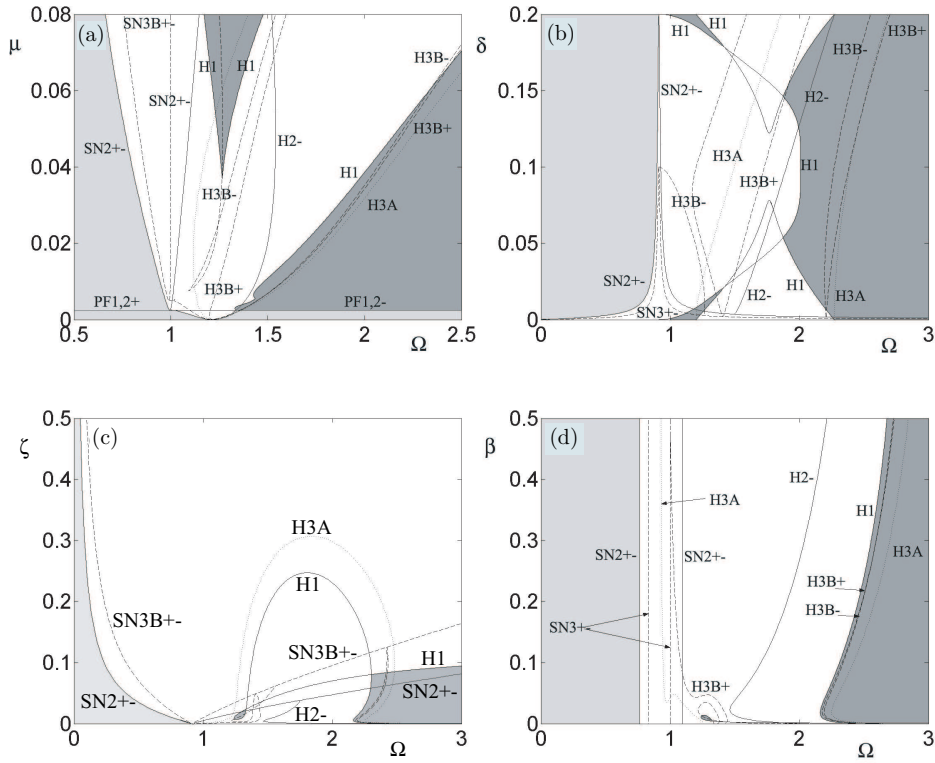 (a)
μ
0.08
0.06
0.04
0.02
0
SN3B+-
H1
H1
H2-
SN2+-
SN2+-
H2-
H3B-
H3B+
H1
H3A
H3B-
H3B+
PF1,2+
PF1,2-
0.5
1
1.5
2
2.5
Ω
(b)
δ
0.2
0.15
0.1
0.05
0
H1
H1
H3B-
H3B+
SN2+-
H2-
H3A
H3B+
H1
H3B-
SN2+-
H1
SN3+-
H2-
H3A
0
1
2
3
Ω
(c)
ζ
0.5
0.4
0.3
0.2
0.1
0
H3A
H1
SN3B+-
SN3B+-
H1
SN2+-
SN2+-
H2-
0
1
2
3
Ω
(d)
β
0.5
0.4
0.3
0.2
0.1
0
H2-
H3A
H1
SN2+-
SN2+-
H3A
H3B+
H3B-
SN3+-
H3B+
0
1
2
3
Ω